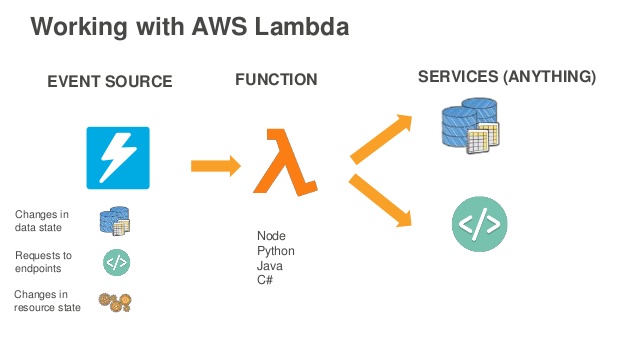 Working with AWS Lambda
EVENT SOURCE
FUNCTION
SERVICES (ANYTHING)
Changes in
data state
Requests to
endpoints
Changes in
resource state
Node
Python
Java
C#